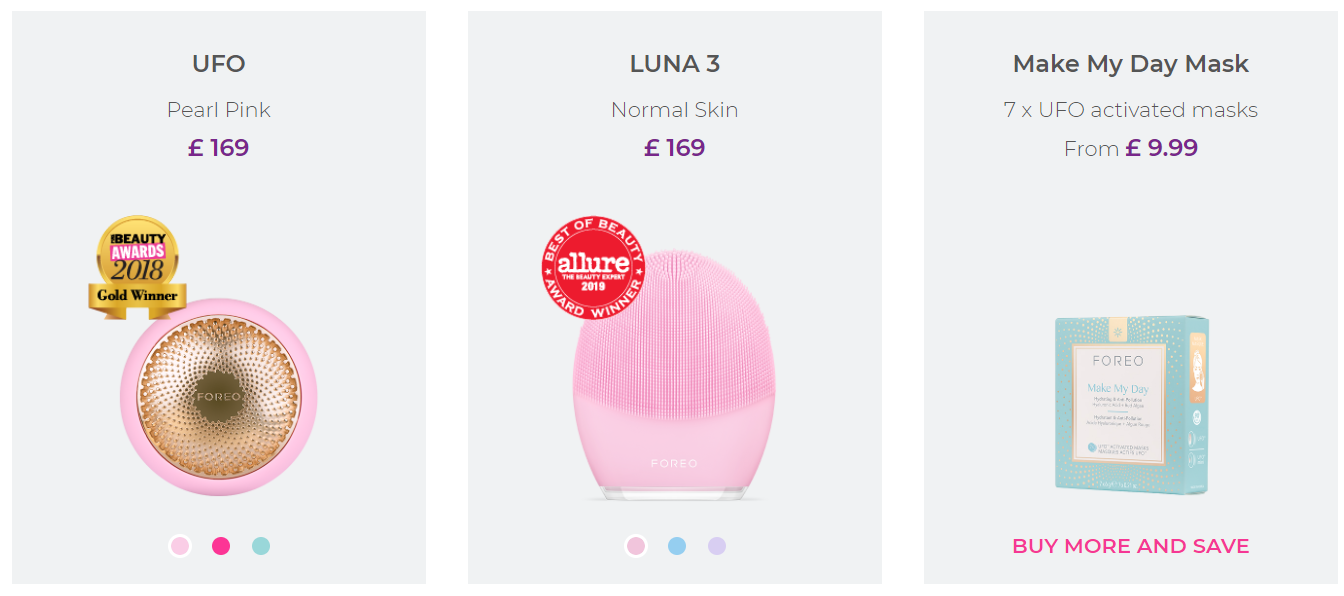 UFO
Pearl Pink
£ 169
THE BEAUTY
AWARDS
2018
Gold Winner
FOREO
LUNA 3
Normal Skin
£ 169
BEST OF BEAUTY
allure
THE BEAUTY EXPERT
2019
AWARD WINNER
FOREO
Make My Day Mask
7 x UFO activated masks
From £ 9.99
FOREO
Make My Day
BUY MORE AND SAVE